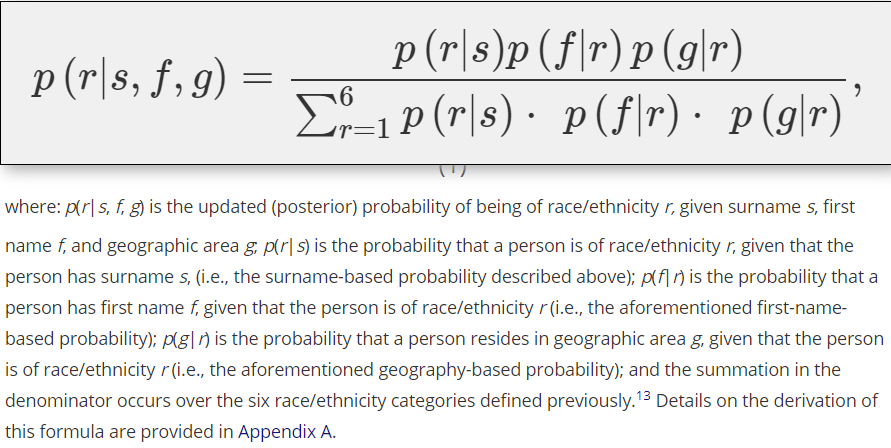 p (r|s, f, g) = \frac{p (r|s)p (f|r) p (g|r)}{\sum_{r=1}^{6} p (r|s) · p (f|r) · p (g|r)},
(1)
where: p(r| s, f, g) is the updated (posterior) probability of being of race/ethnicity r, given surname s, first
name f, and geographic area g; p(r| s) is the probability that a person is of race/ethnicity r, given that the
person has surname s, (i.e., the surname-based probability described above); p(f| r) is the probability that a
person has first name f, given that the person is of race/ethnicity r (i.e., the aforementioned first-name-
based probability); p(g| r) is the probability that a person resides in geographic area g, given that the person
is of race/ethnicity r (i.e., the aforementioned geography-based probability); and the summation in the
denominator occurs over the six race/ethnicity categories defined previously.13 Details on the derivation of
this formula are provided in Appendix A.